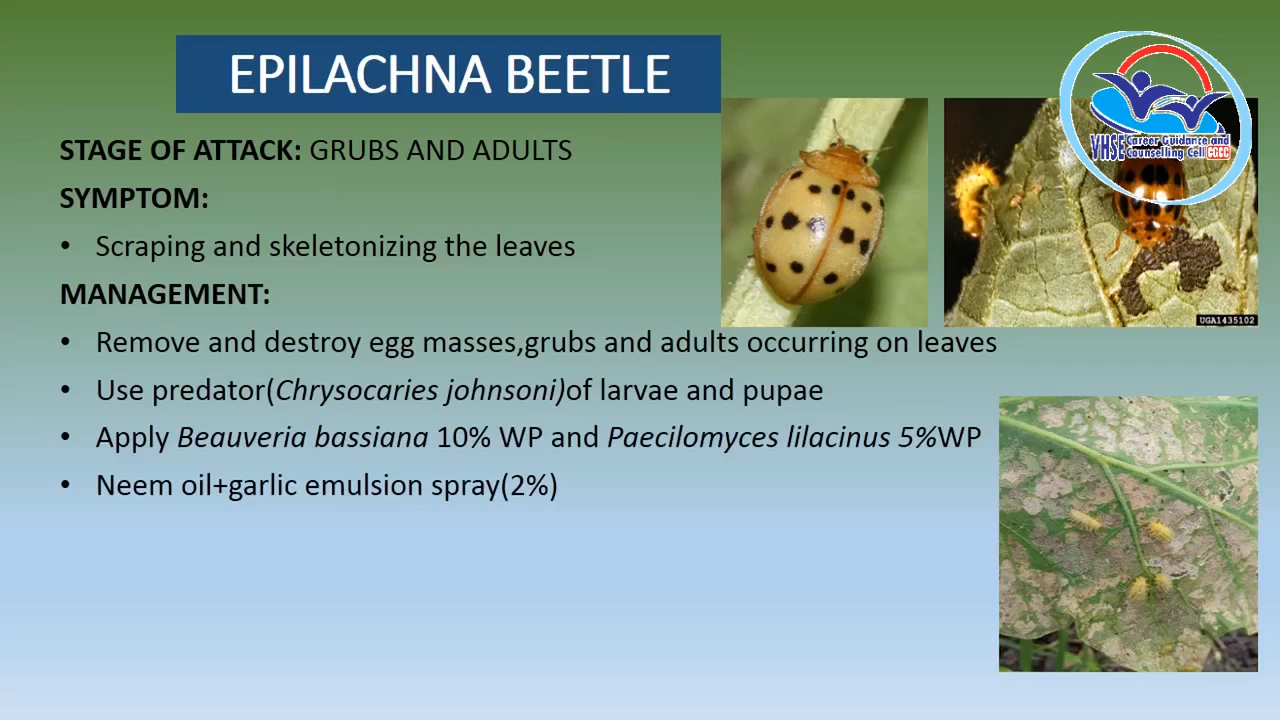 EPILACHNA BEETLE
VHSE Career Guidance and
Counselling Cell CGCC
STAGE OF ATTACK: GRUBS AND ADULTS
SYMPTOM:
• Scraping and skeletonizing the leaves
MANAGEMENT:
UGA1435102
• Remove and destroy egg masses,grubs and adults occurring on leaves
• Use predator(Chrysocaries johnsoni)of larvae and pupae
• Apply Beauveria bassiana 10% WP and Paecilomyces lilacinus 5%WP
• Neem oil+garlic emulsion spray(2%)